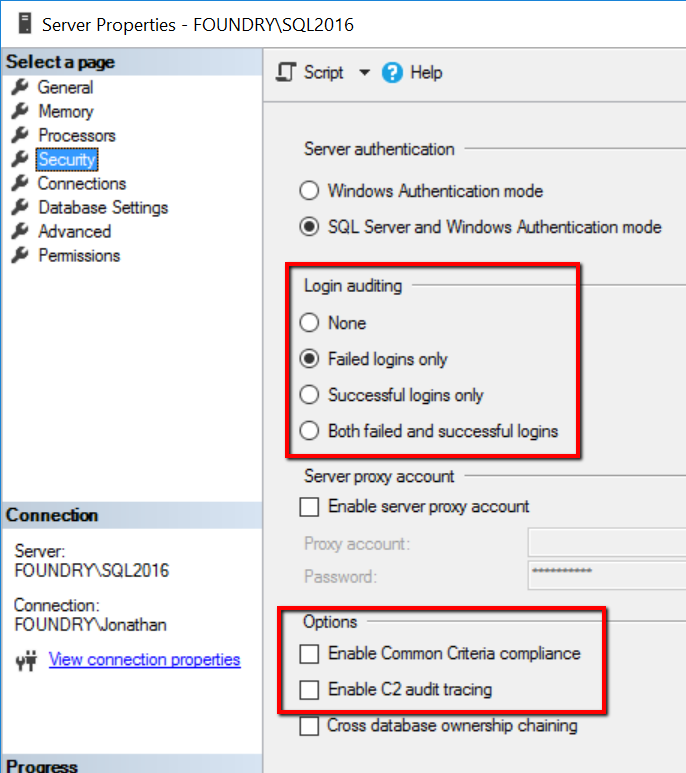 Server Properties - FOUNDRY\SQL2016
Select a page
General
Memory
Processors
Security
Connections
Database Settings
Advanced
Permissions
Connection
Server:
FOUNDRY\SQL2016
Connection:
FOUNDRY\Jonathan
View connection properties
Progress
Script Help
Server authentication
Windows Authentication mode
SQL Server and Windows Authentication mode
Login auditing
None
Failed logins only
Successful logins only
Both failed and successful logins
Server proxy account
Enable server proxy account
Proxy account:
Password: **********
Options
Enable Common Criteria compliance
Enable C2 audit tracing
Cross database ownership chaining